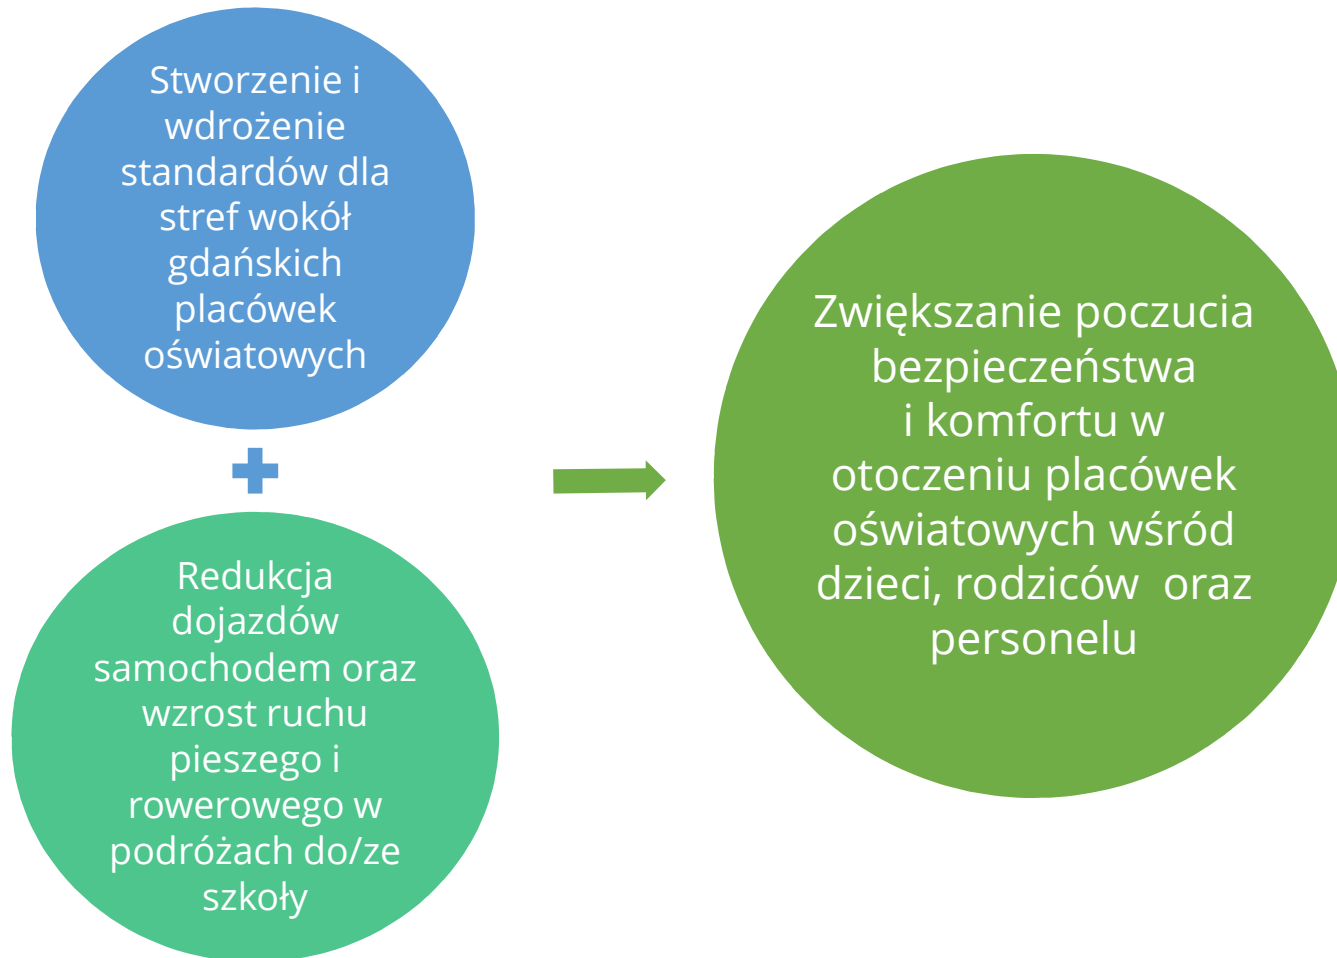 Stworzenie i
wdrożenie
standardów dla
stref wokół
gdańskich
placówek
oświatowych
Redukcja
dojazdów
samochodem oraz
wzrost ruchu
pieszego i
rowerowego w
podróżach do/ze
szkoły
Zwiększanie poczucia
bezpieczeństwa
i komfortu w
otoczeniu placówek
oświatowych wśród
dzieci, rodziców  oraz
personelu